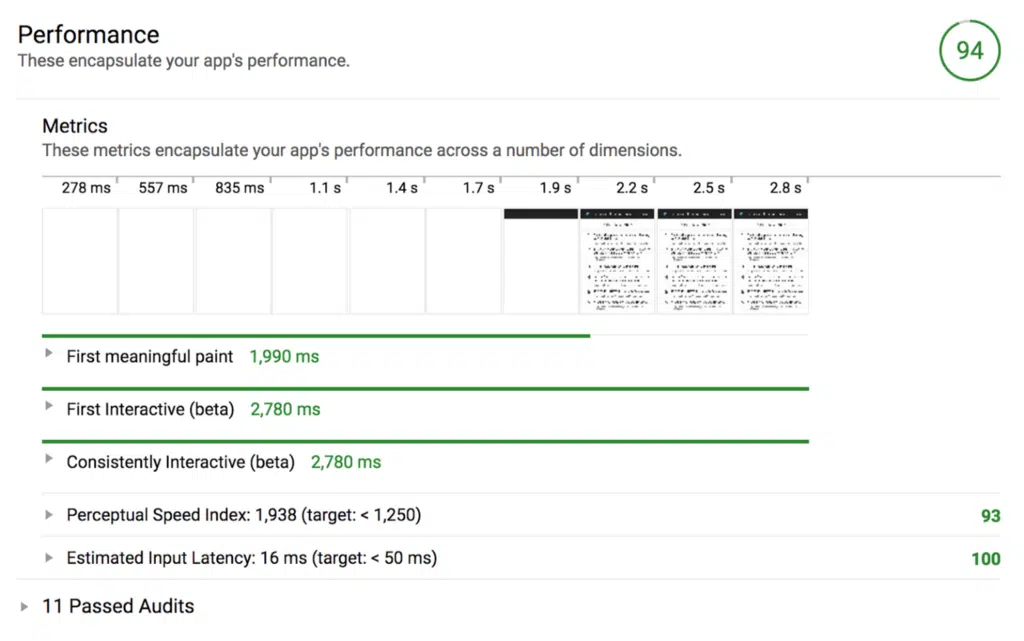 Performance
94
These encapsulate your app's performance.
Metrics
These metrics encapsulate your app's performance across a number of dimensions.
278 ms 557 ms 835 ms 1.1 s 1.4 s 1.7 s 1.9 s 2.2 s 2.5 s 2.8 s
First meaningful paint 1,990 ms
First Interactive (beta) 2,780 ms
Consistently Interactive (beta) 2,780 ms
Perceptual Speed Index: 1,938 (target: < 1,250) 93
Estimated Input Latency: 16 ms (target: < 50 ms) 100
11 Passed Audits